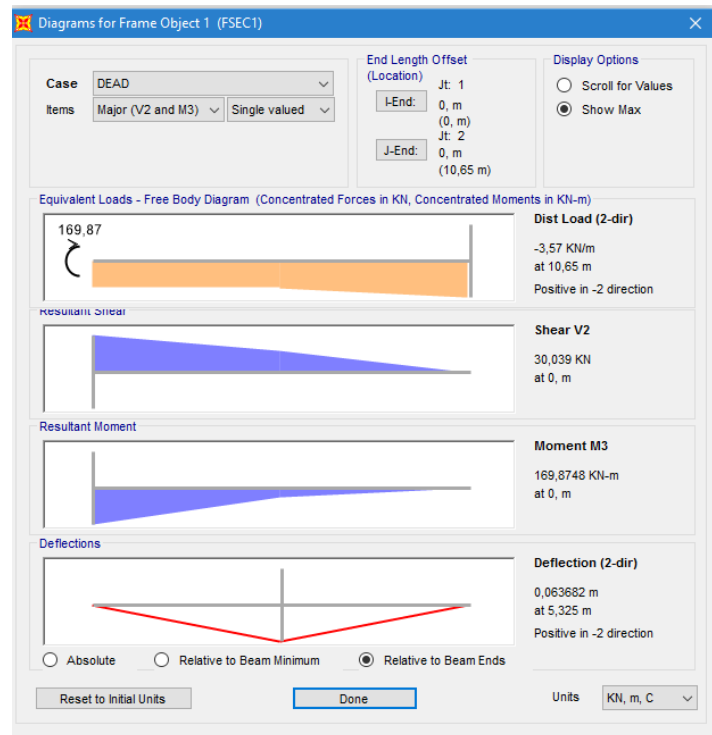 Diagrams for Frame Object 1 (FSEC1)
Case DEAD
Items Major (V2 and M3) Single valued
End Length Offset
(Location)
I-End:
Jt: 1
0, m
(0, m)
J-End:
Jt: 2
0, m
(10,65 m)
Display Options
Scroll for Values
Show Max
Equivalent Loads - Free Body Diagram (Concentrated Forces in KN, Concentrated Moments in KN-m)
169,87
Dist Load (2-dir)
-3,57 KN/m
at 10,65 m
Positive in -2 direction
Resultant Shear
Shear V2
30,039 KN
at 0, m
Resultant Moment
Moment M3
169,8748 KN-m
at 0, m
Deflections
Deflection (2-dir)
0,063682 m
at 5,325 m
Positive in -2 direction
Absolute Relative to Beam Minimum Relative to Beam Ends
Reset to Initial Units Done Units KN, m, C